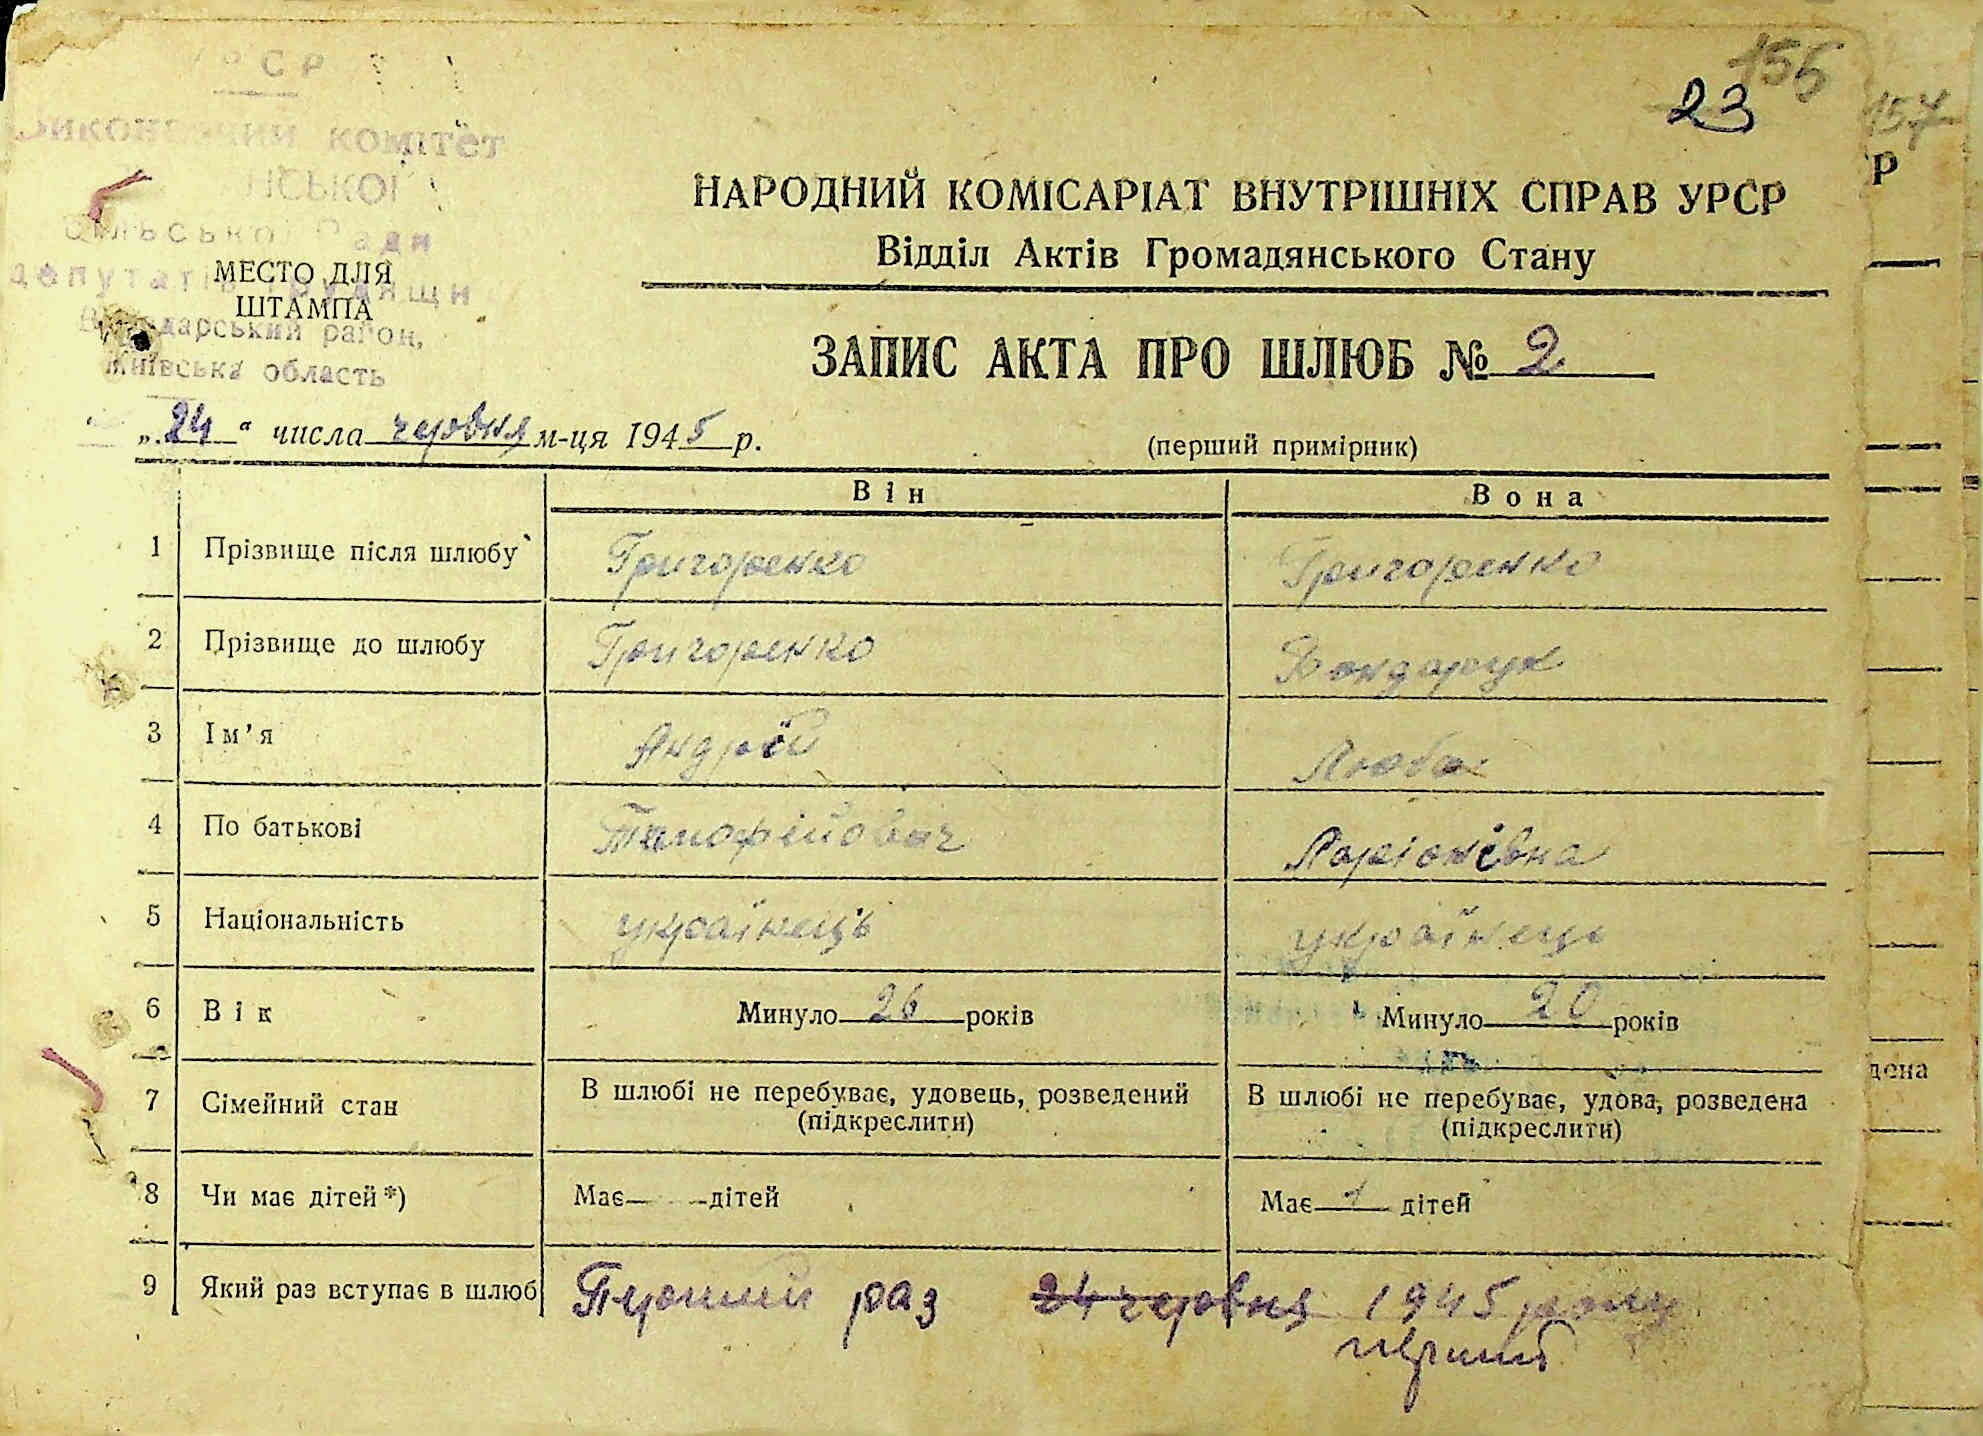 156
23
157
Р
УРСР
Виконавчий комітет
НСЬКОЇ
Сільської Ради
депутатів трудящих
Володарський район,
Київська область
МЕСТО ДЛЯ
ШТАМПА
НАРОДНИЙ КОМІСАРІАТ ВНУТРІШНІХ СПРАВ УРСР
Відділ Актів Громадянського Стану
ЗАПИС АКТА ПРО ШЛЮБ № 2
„24“ числа червня м-ця 1945 р.
(перший примірник)
Він Вона
1 Прізвище після шлюбу Григоренко Григоренко
2 Прізвище до шлюбу Григоренко Бондарук
3 Ім’я Андрій Люба
4 По батькові Тимофійович Ларіонівна
5 Національність українець українець
6 Вік Минуло 26 років Минуло 20 років
7 Сімейний стан В шлюбі не перебуває, удовець, розведений В шлюбі не перебуває, удова, розведена
(підкреслити) (підкреслити)
дена
8 Чи має дітей*) Має — дітей Має 1 дітей
9 Який раз вступає в шлюб Перший раз 24 червня 1945 року
перший